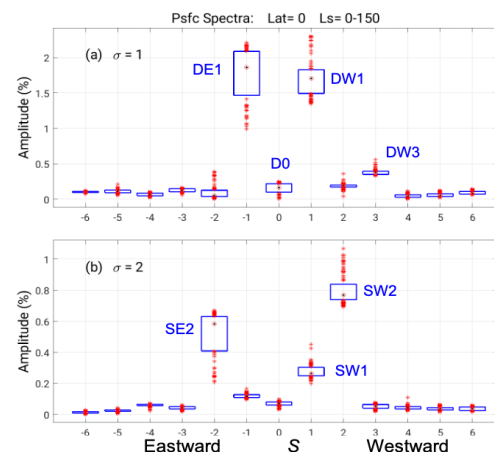 Psfc Spectra: Lat= 0 Ls= 0-150
(a) σ = 1
DE1
DW1
D0
DW3
Amplitude (%)
2
1.5
1
0.5
0
-6 -5 -4 -3 -2 -1 0 1 2 3 4 5 6
(b) σ = 2
SW2
SE2
SW1
Amplitude (%)
1
0.8
0.6
0.4
0.2
0
-6 -5 -4 -3 -2 -1 0 1 2 3 4 5 6
Eastward S Westward